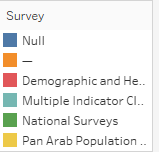 Survey
Null
—
Demographic and He..
Multiple Indicator Cl..
National Surveys
Pan Arab Population ..